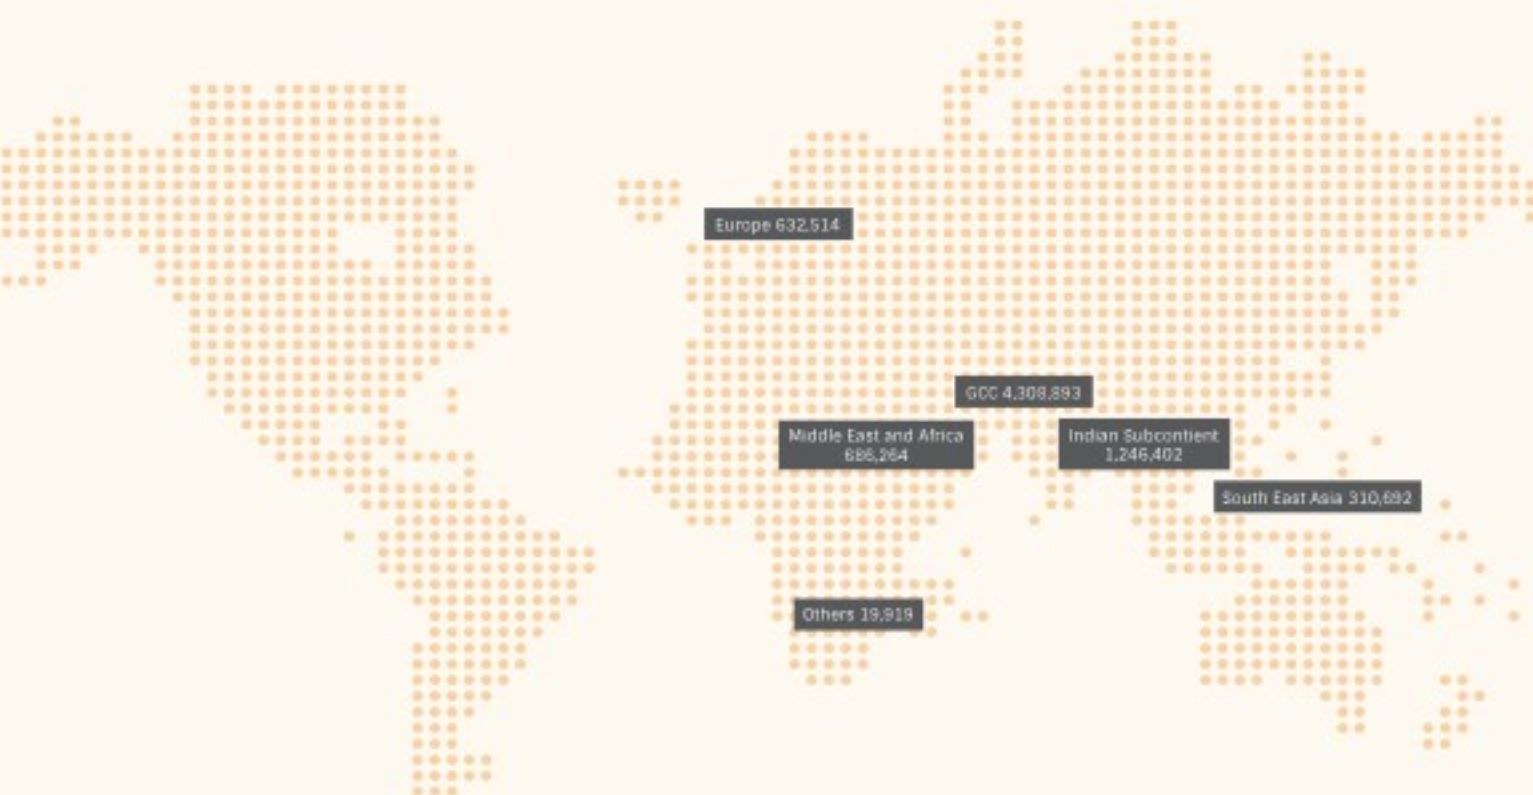 Europe 632,514
GCC 4,308,893
Middle East and Africa
686,264
Indian Subcontient
1,246,402
South East Asia 310,692
Others 19,919